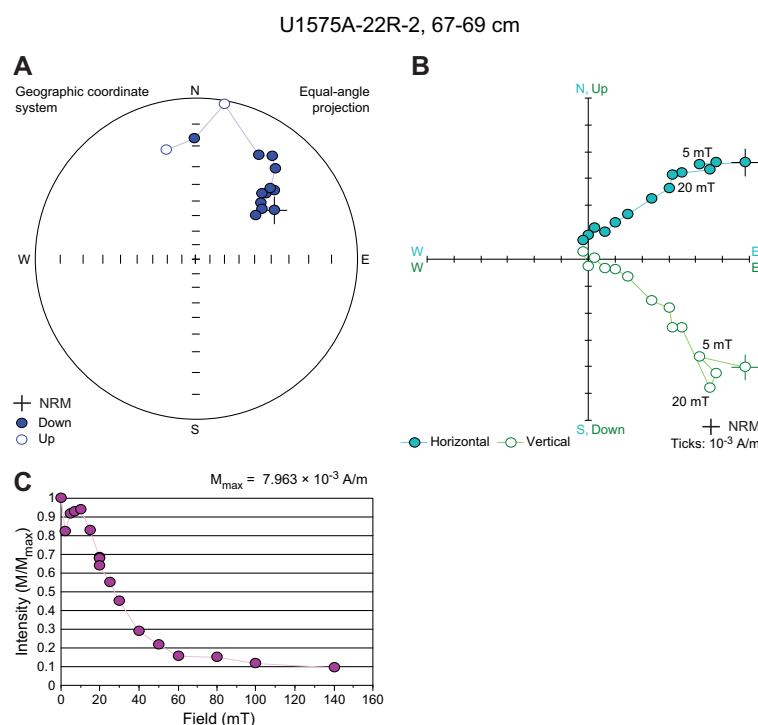 U1575A-22R-2, 67-69 cm
A
Geographic coordinate
system
N
Equal-angle
projection
W
E
S
NRM
Down
Up
B
N, Up
5 mT
20 mT
W
W
E
E
5 mT
20 mT
S, Down
NRM
Ticks: 10⁻³ A/m
Horizontal
Vertical
C
Mmax = 7.963 × 10⁻³ A/m
Intensity (M/Mmax)
1
0.9
0.8
0.7
0.6
0.5
0.4
0.3
0.2
0.1
0 20 40 60 80 100 120 140 160
Field (mT)